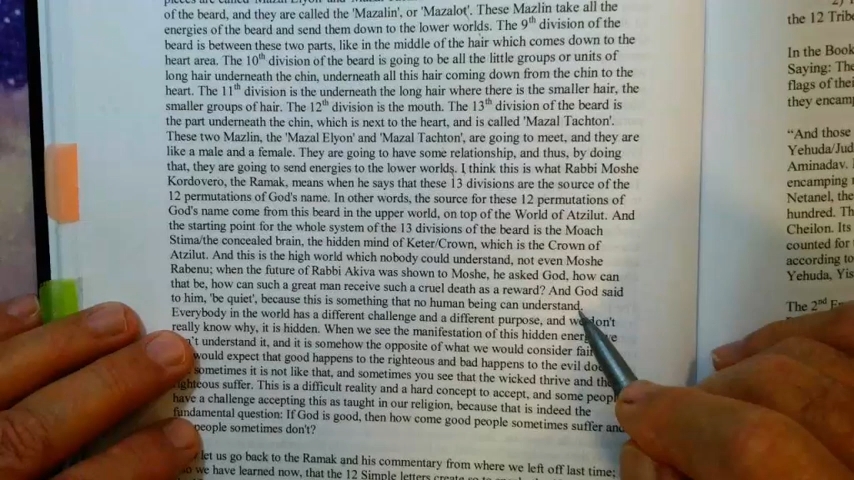 pieces are called 'Mazal Elyon' and 'Mazal Tachton'.
of the beard, and they are called the 'Mazalin', or 'Mazalot'. These Mazlin take all the
energies of the beard and send them down to the lower worlds. The 9th division of the
beard is between these two parts, like in the middle of the hair which comes down to the
heart area. The 10th division of the beard is going to be all the little groups or units of
long hair underneath the chin, underneath all this hair coming down from the chin to the
heart. The 11th division is the underneath the long hair where there is the smaller hair, the
smaller groups of hair. The 12th division is the mouth. The 13th division of the beard is
the part underneath the chin, which is next to the heart, and is called 'Mazal Tachton'.
These two Mazlin, the 'Mazal Elyon' and 'Mazal Tachton', are going to meet, and they are
like a male and a female. They are going to have some relationship, and thus, by doing
that, they are going to send energies to the lower worlds. I think this is what Rabbi Moshe
Kordovero, the Ramak, means when he says that these 13 divisions are the source of the
12 permutations of God's name. In other words, the source for these 12 permutations of
God's name come from this beard in the upper world, on top of the World of Atzilut. And
the starting point for the whole system of the 13 divisions of the beard is the Moach
Stima/the concealed brain, the hidden mind of Keter/Crown, which is the Crown of
Atzilut. And this is the high world which nobody could understand, not even Moshe
Rabenu; when the future of Rabbi Akiva was shown to Moshe, he asked God, how can
that be, how can such a great man receive such a cruel death as a reward? And God said
to him, 'be quiet', because this is something that no human being can understand.
Everybody in the world has a different challenge and a different purpose, and we don't
really know why, it is hidden. When we see the manifestation of this hidden
understand it, and it is somehow the opposite of what we would consider
would expect that good happens to the righteous and bad happens to the evil
sometimes it is not like that, and sometimes you see that the wicked thrive and
righteous suffer. This is a difficult reality and a hard concept to accept, and some
have a challenge accepting this as taught in our religion, because that is indeed the
fundamental question: If God is good, then how come good people sometimes suffer and
people sometimes don't?
let us go back to the Ramak and his commentary from where we left off last time;
we have learned now, that the 12 Simple letters
the 12
In the Book
Saying: The
flags of
they
"And those
Yehuda/Jud
Aminadav.
encamping
Netanel, the
hundred. Th
Cheilon. Its
counted for
according to
Yehuda,
The 2nd